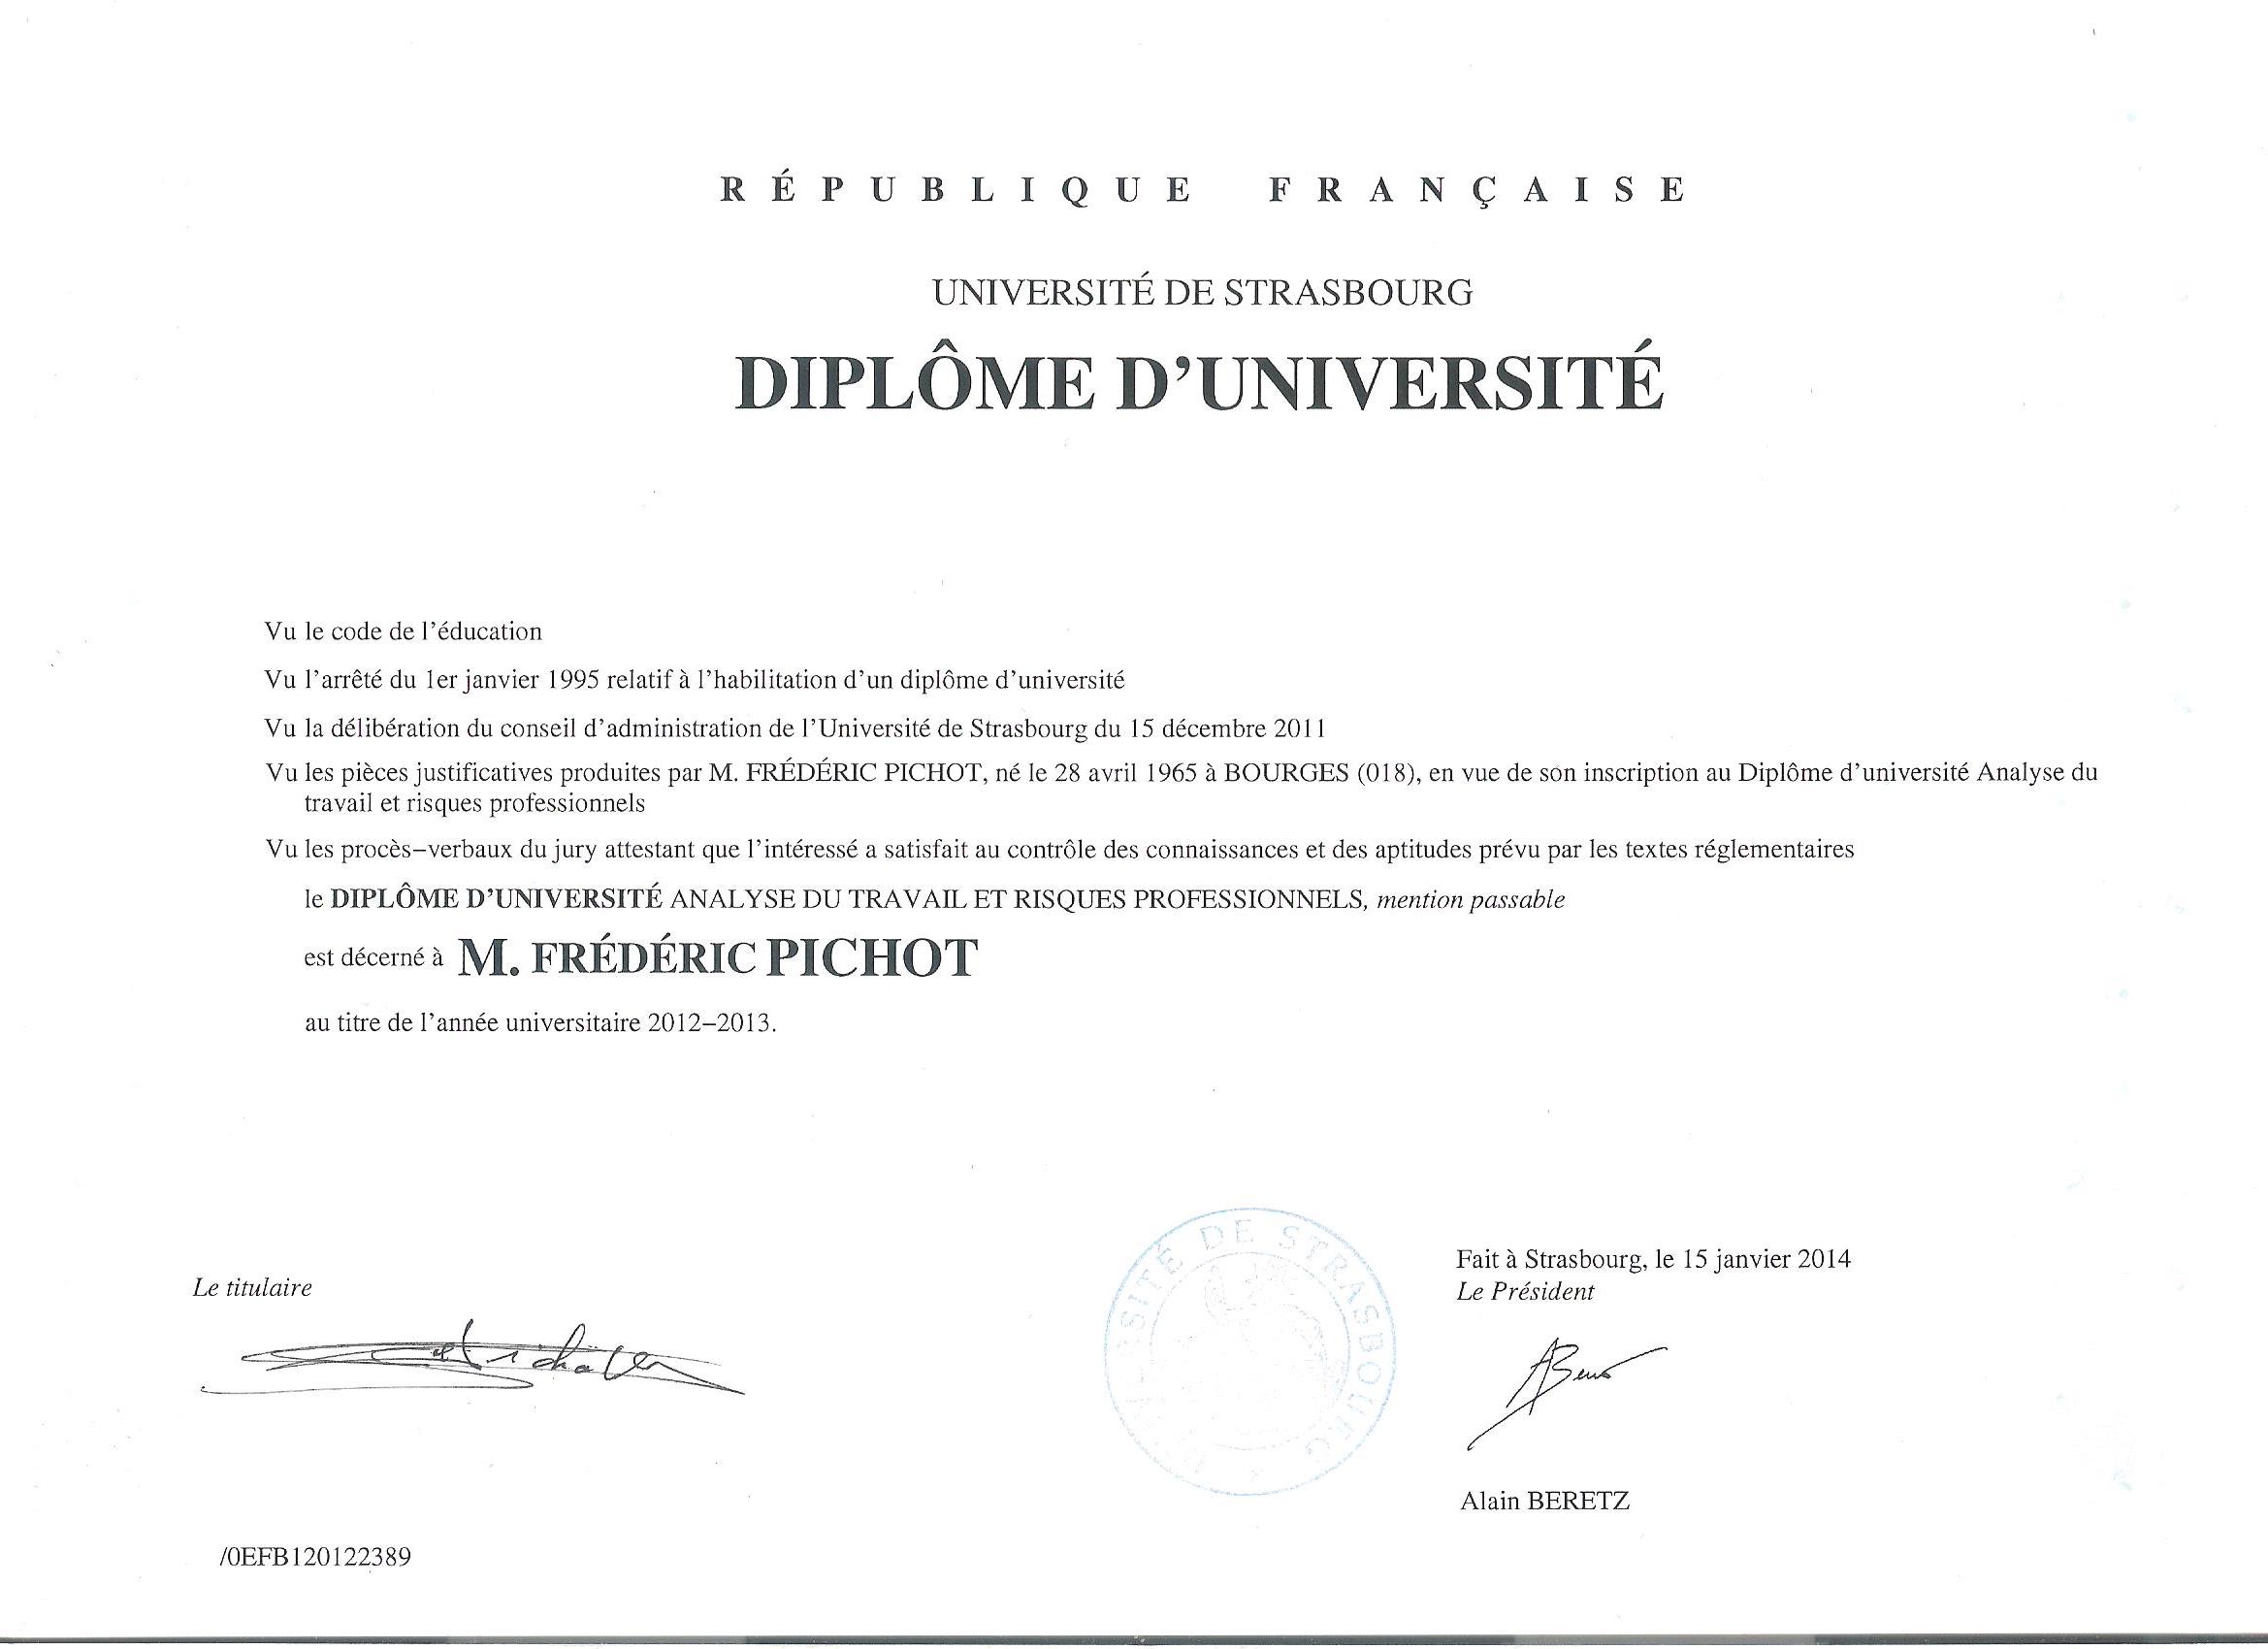 RÉPUBLIQUE FRANÇAISE
UNIVERSITÉ DE STRASBOURG
DIPLÔME D'UNIVERSITÉ
Vu le code de l'éducation
Vu l'arrêté du 1er janvier 1995 relatif à l'habilitation d'un diplôme d'université
Vu la délibération du conseil d'administration de l'Université de Strasbourg du 15 décembre 2011
Vu les pièces justificatives produites par M. FRÉDÉRIC PICHOT, né le 28 avril 1965 à BOURGES (018), en vue de son inscription au Diplôme d'université Analyse du
travail et risques professionnels
Vu les procès–verbaux du jury attestant que l'intéressé a satisfait au contrôle des connaissances et des aptitudes prévu par les textes réglementaires
le DIPLÔME D'UNIVERSITÉ ANALYSE DU TRAVAIL ET RISQUES PROFESSIONNELS, mention passable
est décerné à M. FRÉDÉRIC PICHOT
au titre de l'année universitaire 2012–2013.
Le titulaire
DE STRASBOURG
Fait à Strasbourg, le 15 janvier 2014
Le Président
Alain BERETZ
/0EFB120122389